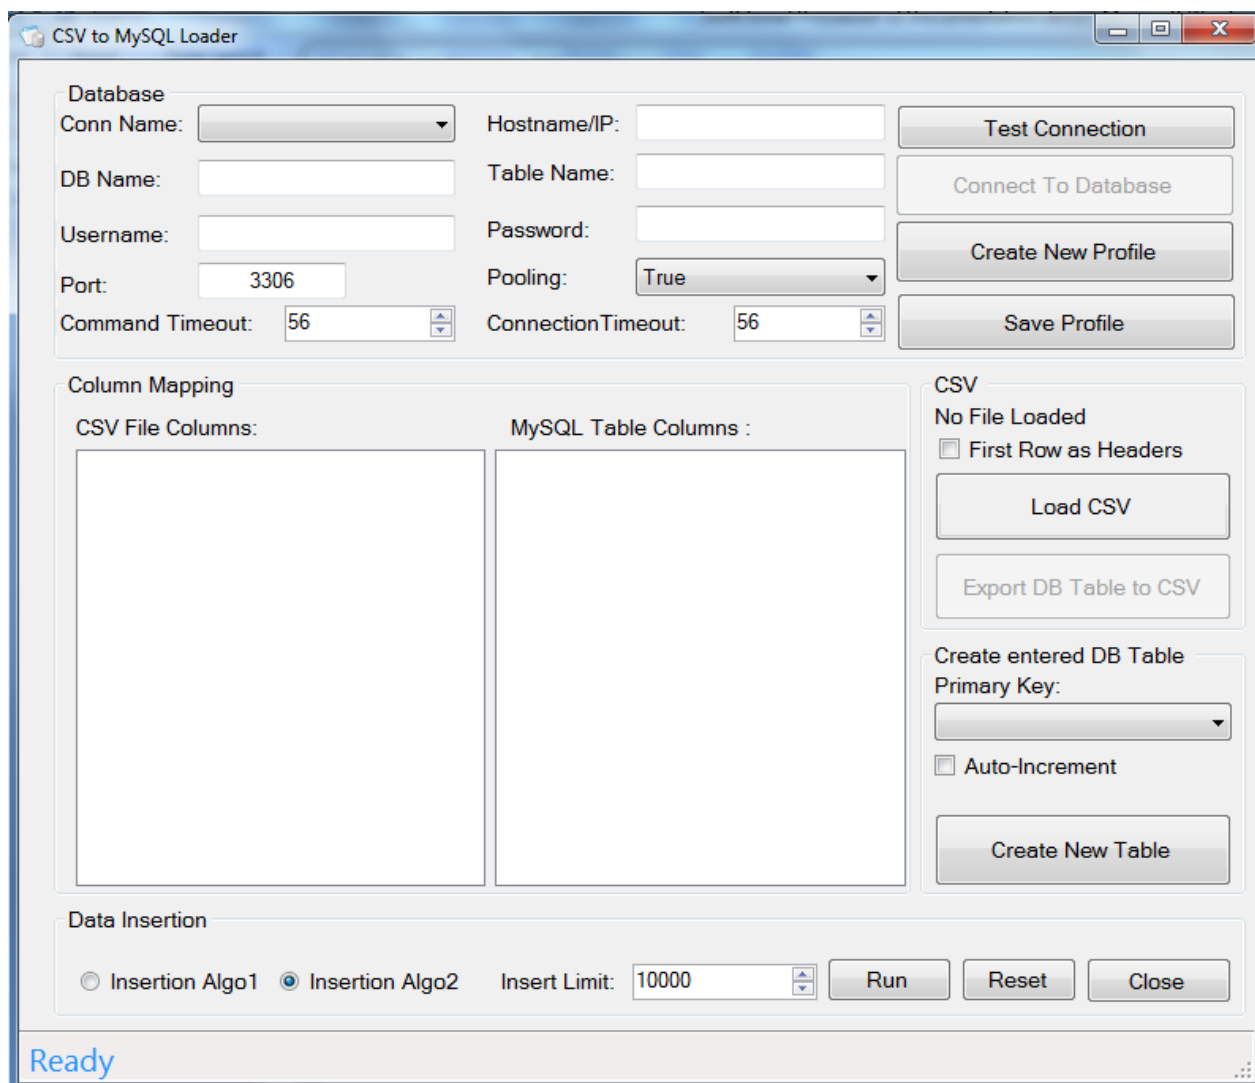 CSV to MySQL Loader
Database
Conn Name:
Hostname/IP:
Test Connection
DB Name:
Table Name:
Connect To Database
Username:
Password:
Create New Profile
Port:
3306
Pooling:
True
Command Timeout:
56
ConnectionTimeout:
56
Save Profile
Column Mapping
CSV File Columns:
MySQL Table Columns :
CSV
No File Loaded
First Row as Headers
Load CSV
Export DB Table to CSV
Create entered DB Table
Primary Key:
Auto-Increment
Create New Table
Data Insertion
Insertion Algo1
Insertion Algo2
Insert Limit:
10000
Run
Reset
Close
Ready